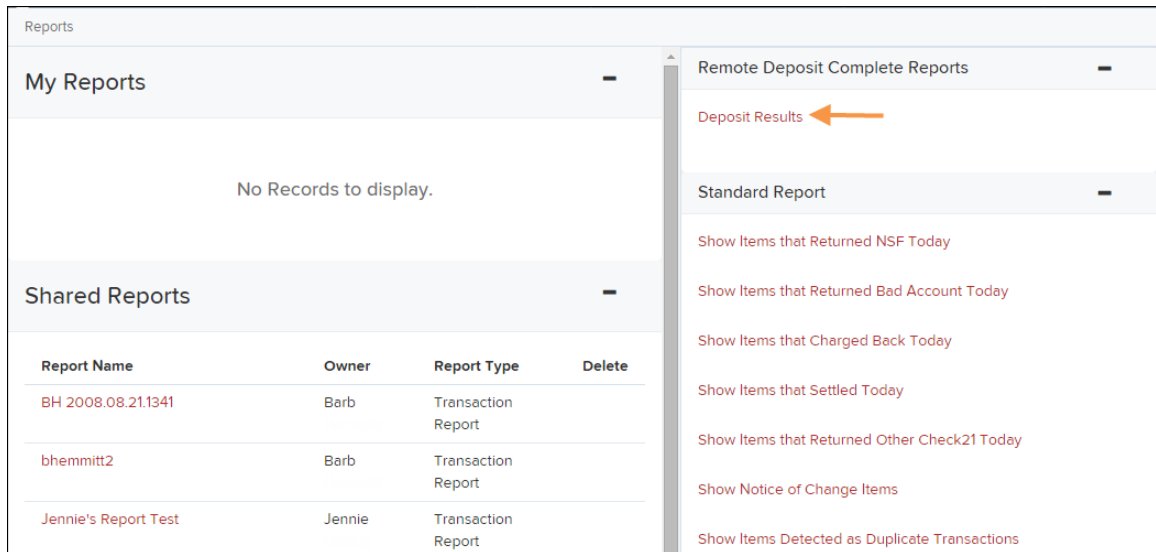 Reports
My Reports
No Records to display.
Shared Reports
Report Name Owner Report Type Delete
BH 2008.08.21.1341 Barb Transaction
Report
bhemmitt2 Barb Transaction
Report
Jennie's Report Test Jennie Transaction
Report
Remote Deposit Complete Reports
Deposit Results
Standard Report
Show Items that Returned NSF Today
Show Items that Returned Bad Account Today
Show Items that Charged Back Today
Show Items that Settled Today
Show Items that Returned Other Check21 Today
Show Notice of Change Items
Show Items Detected as Duplicate Transactions